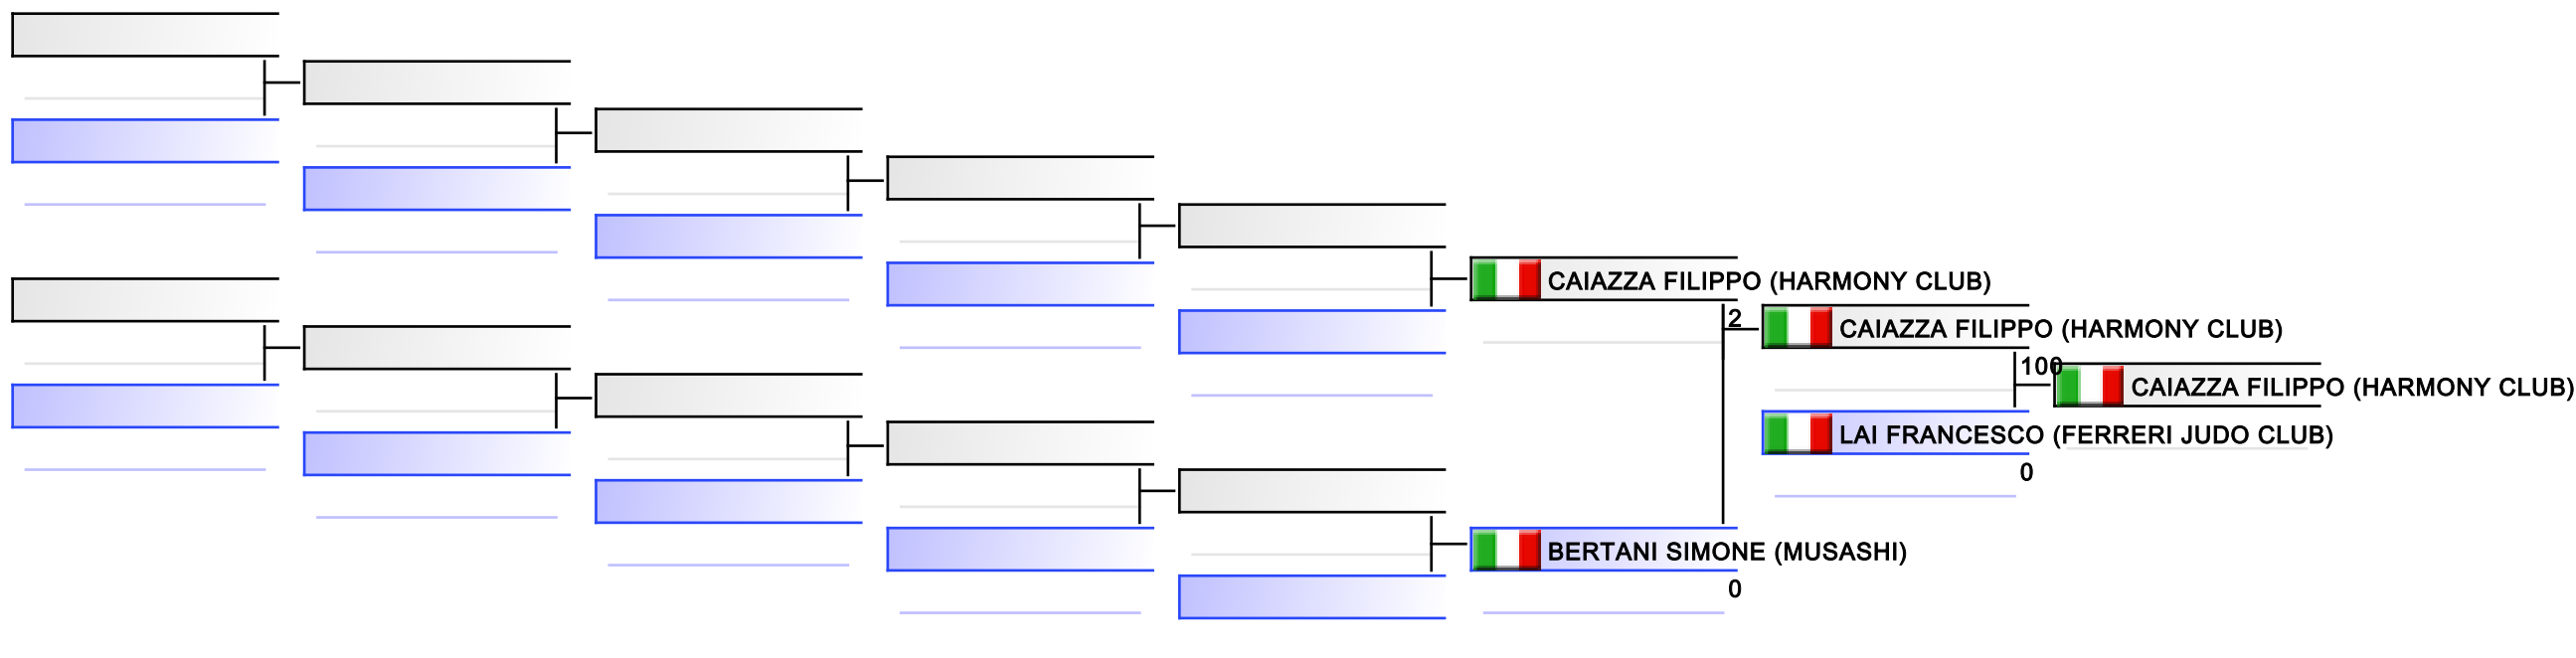 CAIAZZA FILIPPO (HARMONY CLUB)
2
CAIAZZA FILIPPO (HARMONY CLUB)
100
CAIAZZA FILIPPO (HARMONY CLUB)
LAI FRANCESCO (FERRERI JUDO CLUB)
0
BERTANI SIMONE (MUSASHI)
0